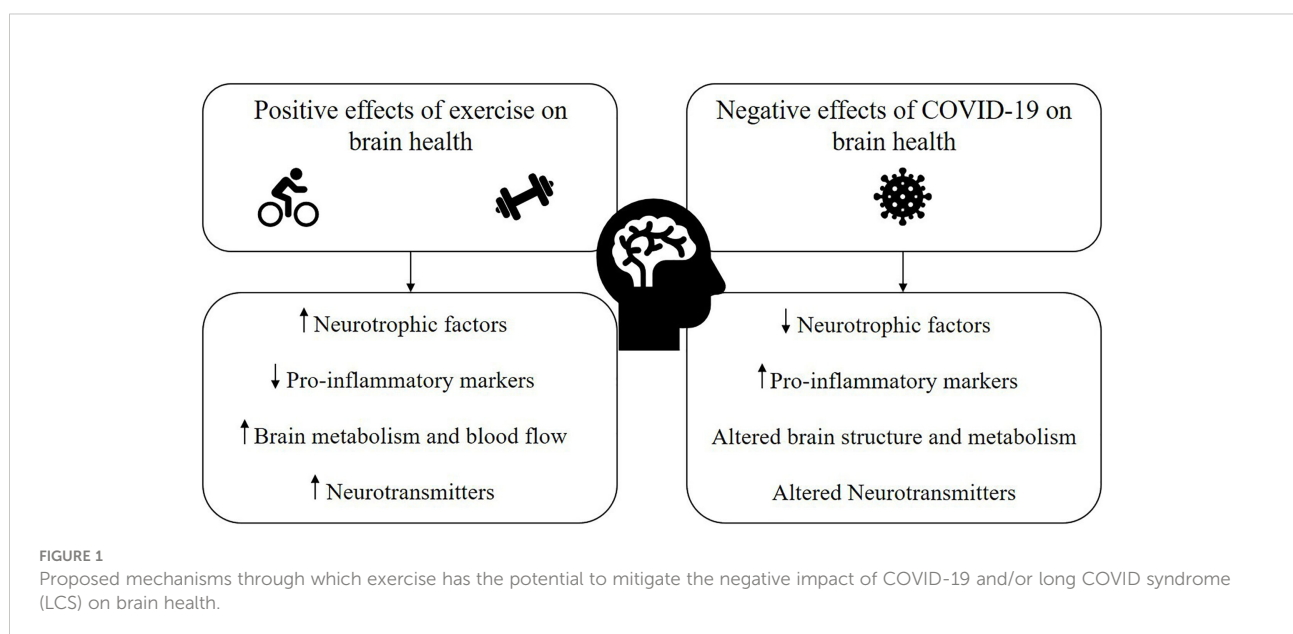 Positive effects of exercise on
brain health
↑ Neurotrophic factors
↓ Pro-inflammatory markers
↑ Brain metabolism and blood flow
↑ Neurotransmitters
Negative effects of COVID-19 on
brain health
↓ Neurotrophic factors
↑ Pro-inflammatory markers
Altered brain structure and metabolism
Altered Neurotransmitters
FIGURE 1
Proposed mechanisms through which exercise has the potential to mitigate the negative impact of COVID-19 and/or long COVID syndrome
(LCS) on brain health.